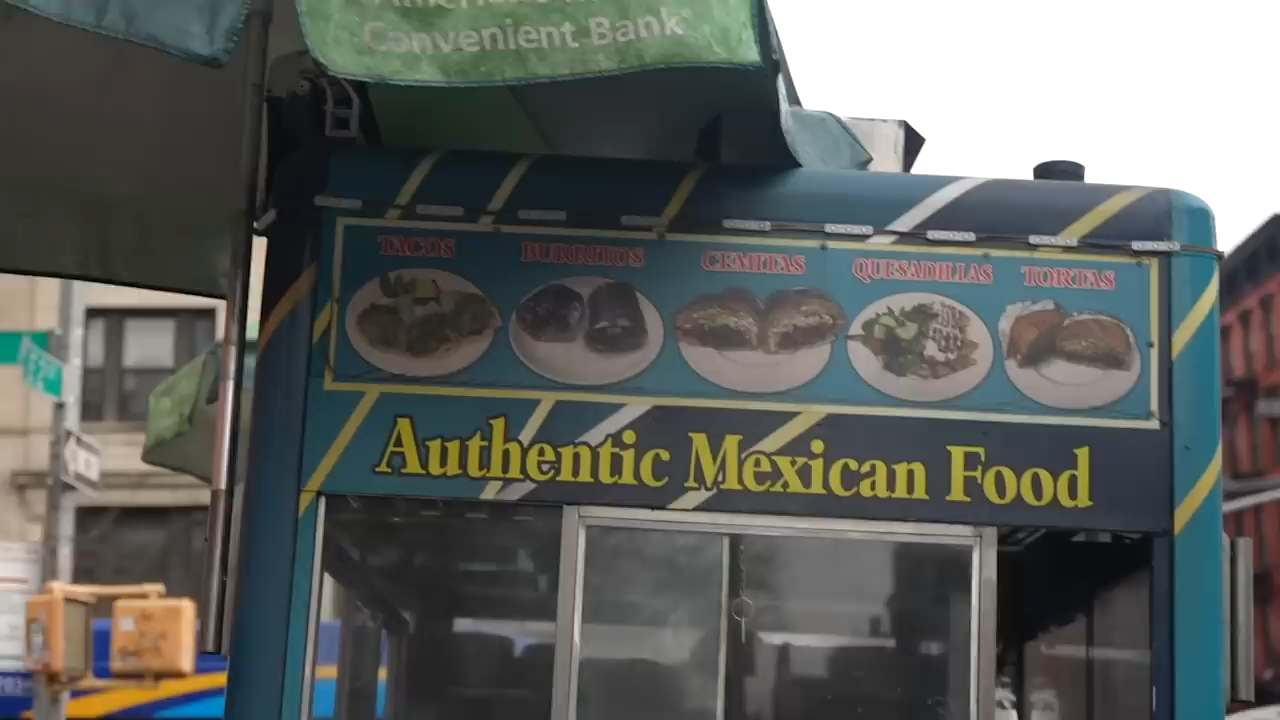 Convenient Bank
TACOS BURRITOS CEMITAS QUESADILLAS TORTAS
Authentic Mexican Food